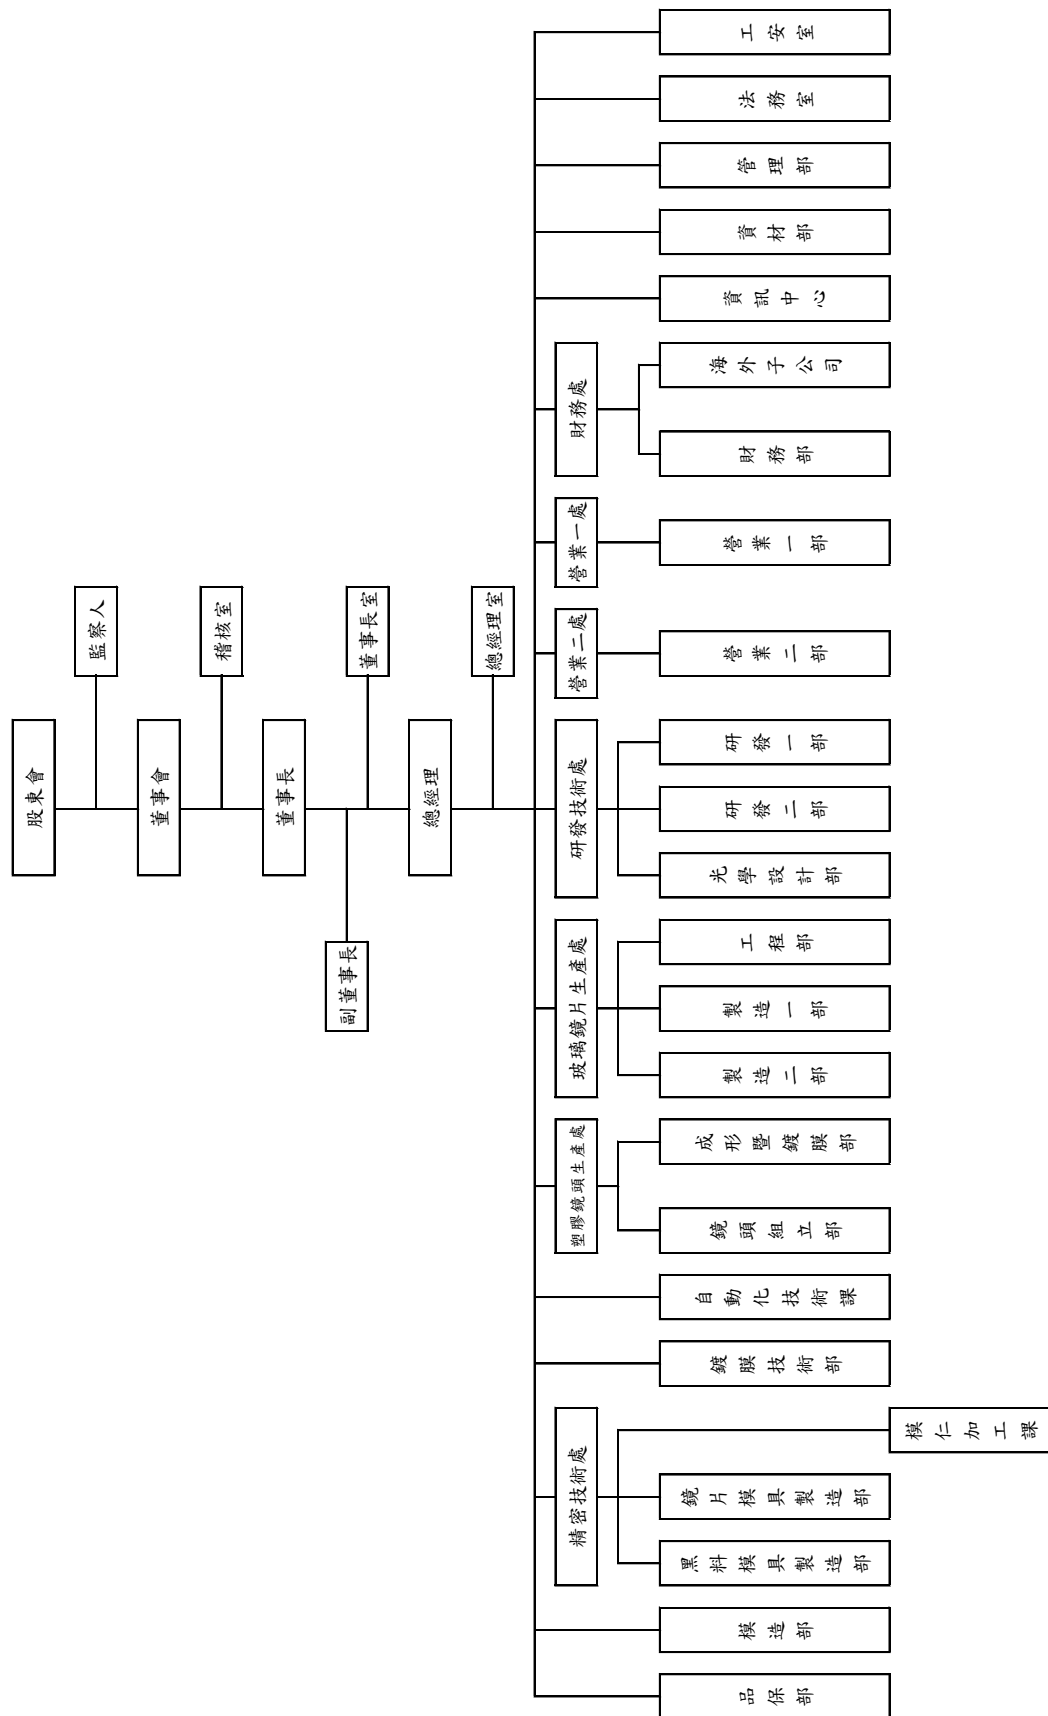 股東會
監察人
董事會
稽核室
董事長
董事長室
副董事長
總經理
總經理室
工安室
法務室
管理部
資材部
資訊中心
財務處
海外子公司
財務部
營業一處
營業一部
營業二處
營業二部
研發技術處
研發一部
研發二部
光學設計部
玻璃鏡片生產處
工程部
製造一部
製造二部
塑膠鏡頭生產處
成形暨鍍膜部
鏡頭組立部
自動化技術課
鍍膜技術部
精密技術處
模仁加工課
鏡片模具製造部
黑料模具製造部
模造部
品保部